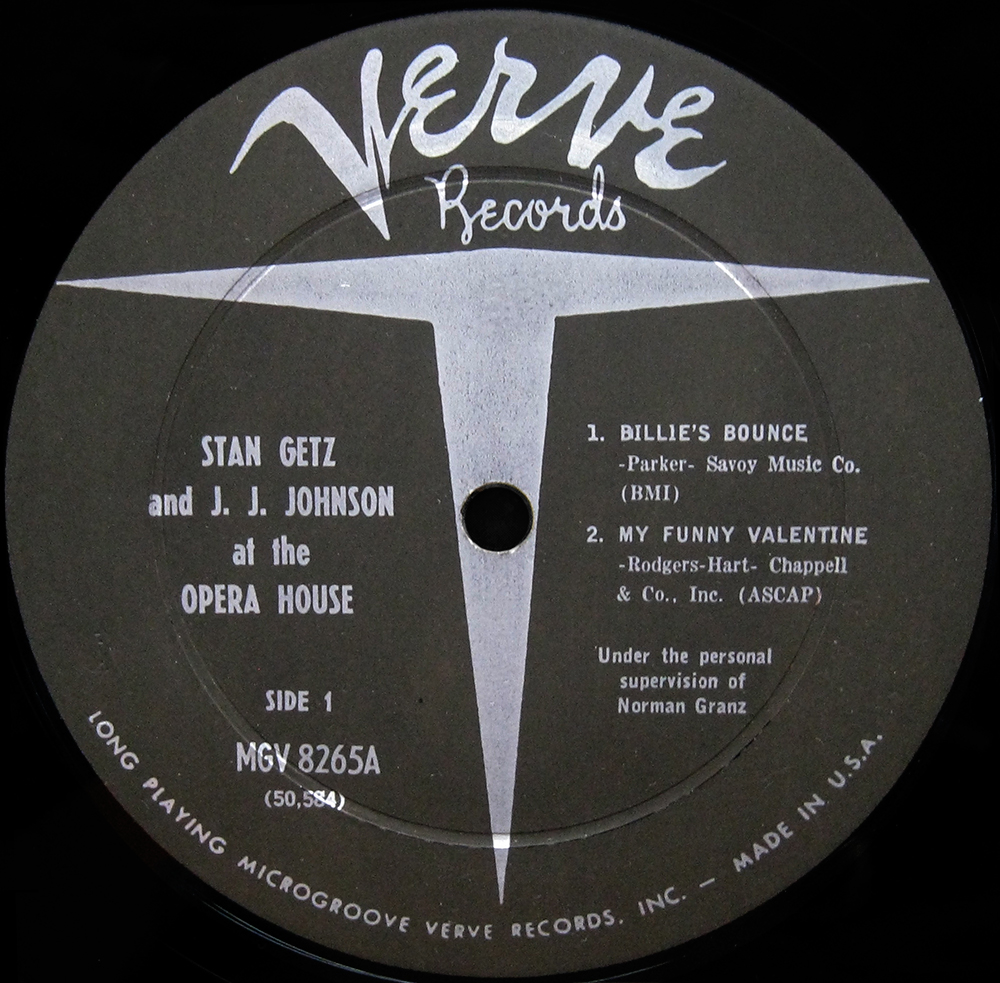 Verve
Records
STAN GETZ
and J. J. JOHNSON
at the
OPERA HOUSE
SIDE 1
MGV 8265A
(50,584)
1. BILLIE'S BOUNCE
-Parker- Savoy Music Co.
(BMI)
2. MY FUNNY VALENTINE
-Rodgers-Hart- Chappell
& Co., Inc. (ASCAP)
Under the personal
supervision of
Norman Granz
LONG PLAYING MICROGROOVE VERVE RECORDS, INC. — MADE IN U.S.A.